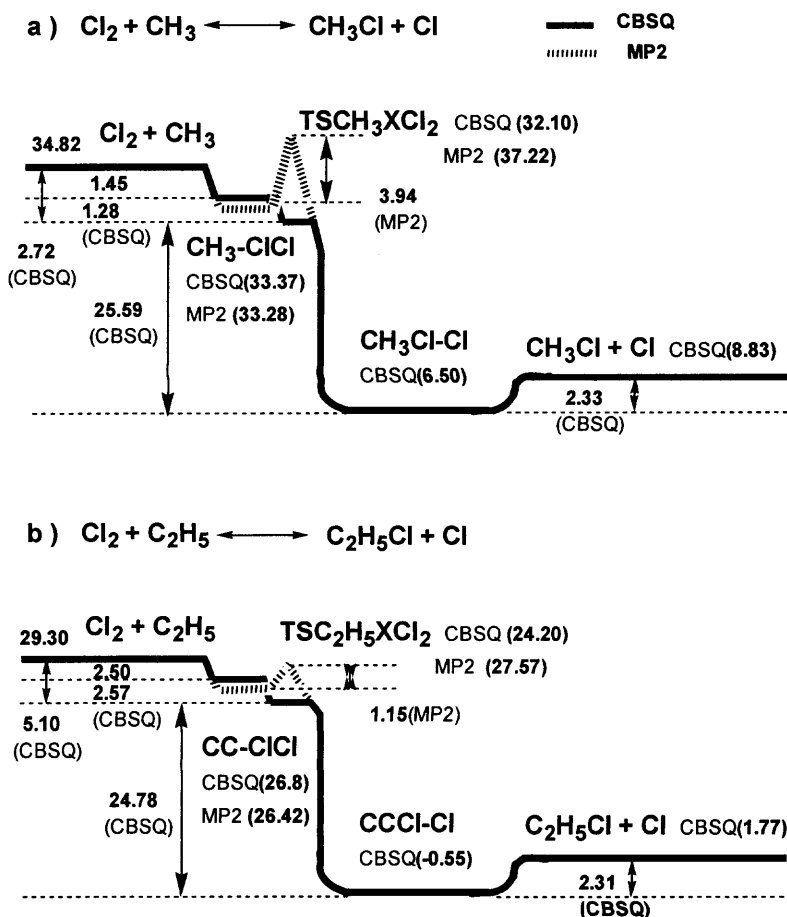 a ) Cl2 + CH3 ⟷ CH3Cl + Cl
CBSQ
MP2
34.82
Cl2 + CH3
TSCH3XCl2 CBSQ (32.10)
MP2 (37.22)
1.45
1.28
(CBSQ)
3.94
(MP2)
2.72
(CBSQ)
CH3-ClCl
CBSQ(33.37)
MP2 (33.28)
25.59
(CBSQ)
CH3Cl-Cl
CBSQ(6.50)
CH3Cl + Cl CBSQ(8.83)
2.33
(CBSQ)
b ) Cl2 + C2H5 ⟷ C2H5Cl + Cl
29.30
Cl2 + C2H5
TSC2H5XCl2 CBSQ (24.20)
MP2 (27.57)
2.50
2.57
(CBSQ)
1.15(MP2)
5.10
(CBSQ)
CC-ClCl
CBSQ(26.8)
MP2 (26.42)
24.78
(CBSQ)
CCCl-Cl
CBSQ(-0.55)
C2H5Cl + Cl CBSQ(1.77)
2.31
(CBSQ)